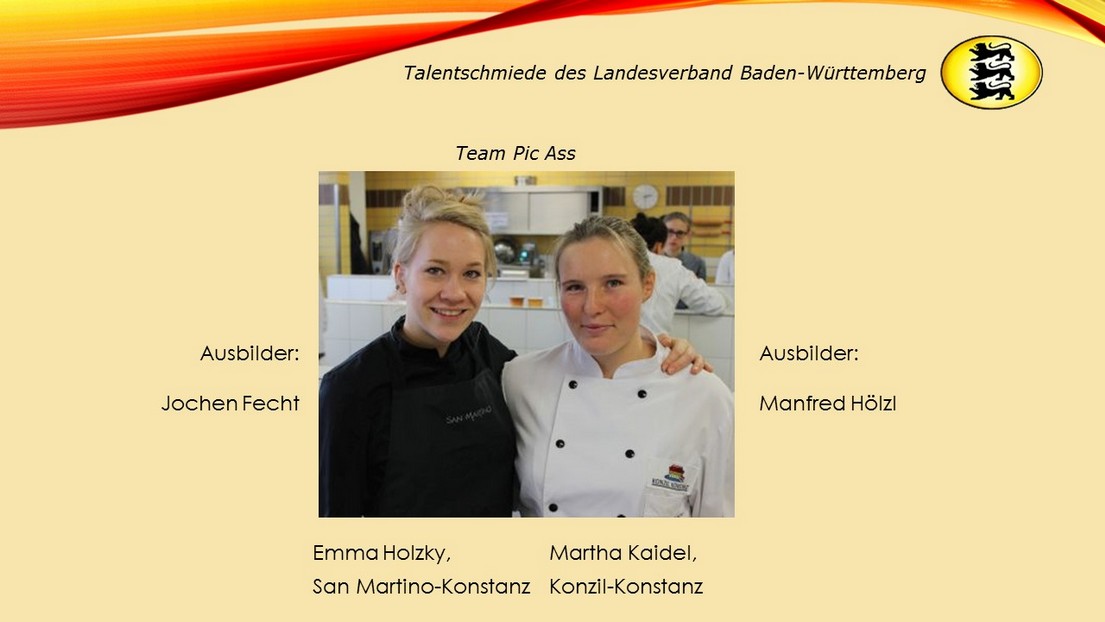 Talentschmiede des Landesverband Baden-Württemberg
Team Pic Ass
SAN MARTINO
KONZIL KONSTANZ
Ausbilder:
Jochen Fecht
Ausbilder:
Manfred Hölzl
Emma Holzky,
San Martino-Konstanz
Martha Kaidel,
Konzil-Konstanz